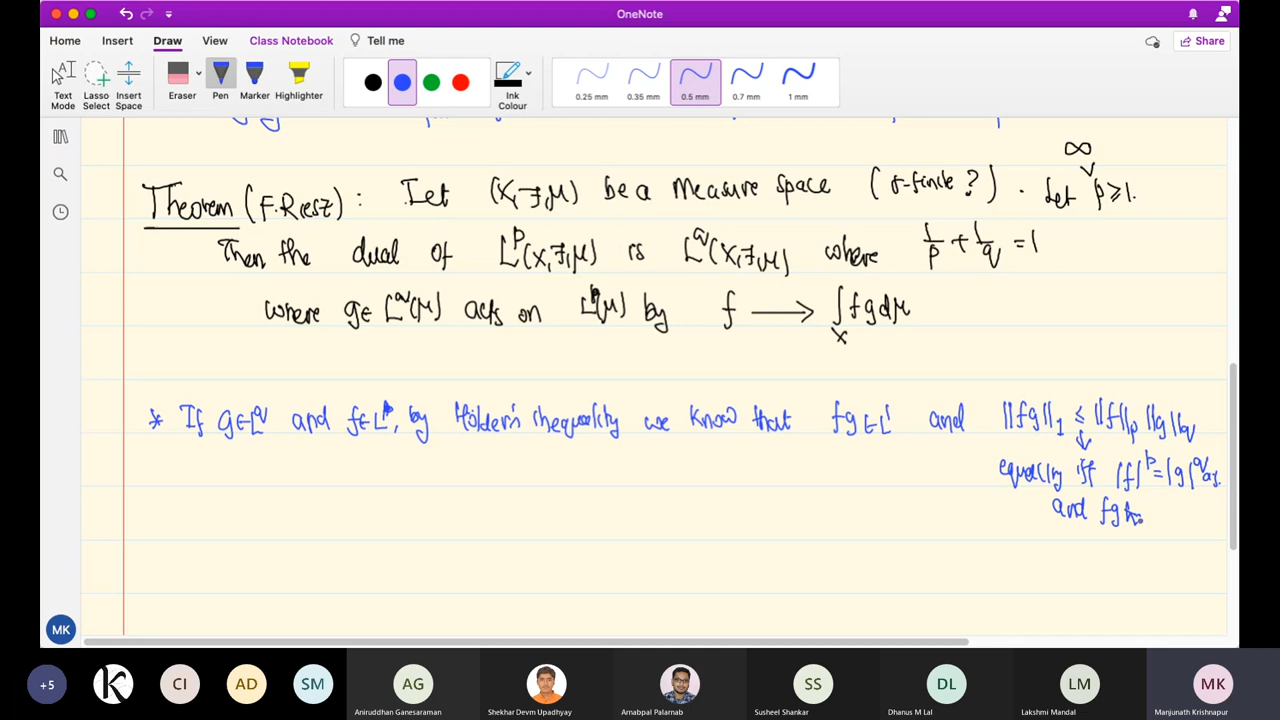 OneNote
Home Insert Draw View Class Notebook Tell me Share
Text Mode Lasso Select Insert Space Eraser Pen Marker Highlighter Ink Colour 0.25 mm 0.35 mm 0.5 mm 0.7 mm 1 mm
∞
Theorem (F. Riesz) : Let (X, F, μ) be a measure space (σ-finite ?) . Let ∨ p ≥ 1.
Then the dual of L^p(X, F, μ) is L^q(X, F, μ) where 1/p + 1/q = 1
where g ∈ L^q(μ) acts on L^p(μ) by f ⟶ ∫_X f g dμ
* If g ∈ L^q and f ∈ L^p, by Hölder's inequality we know that fg ∈ L^1 and ||fg||_1 ≤ ||f||_p ||g||_q
↓
equality iff |f|^p = |g|^q a.s.
and fg
MK
+5 K CI AD SM AG SS DL LM MK
Aniruddhan Ganesaraman Shekhar Devm Upadhyay Arnabpal Palarnab Susheel Shankar Dhanus M Lal Lakshmi Mandal Manjunath Krishnapur